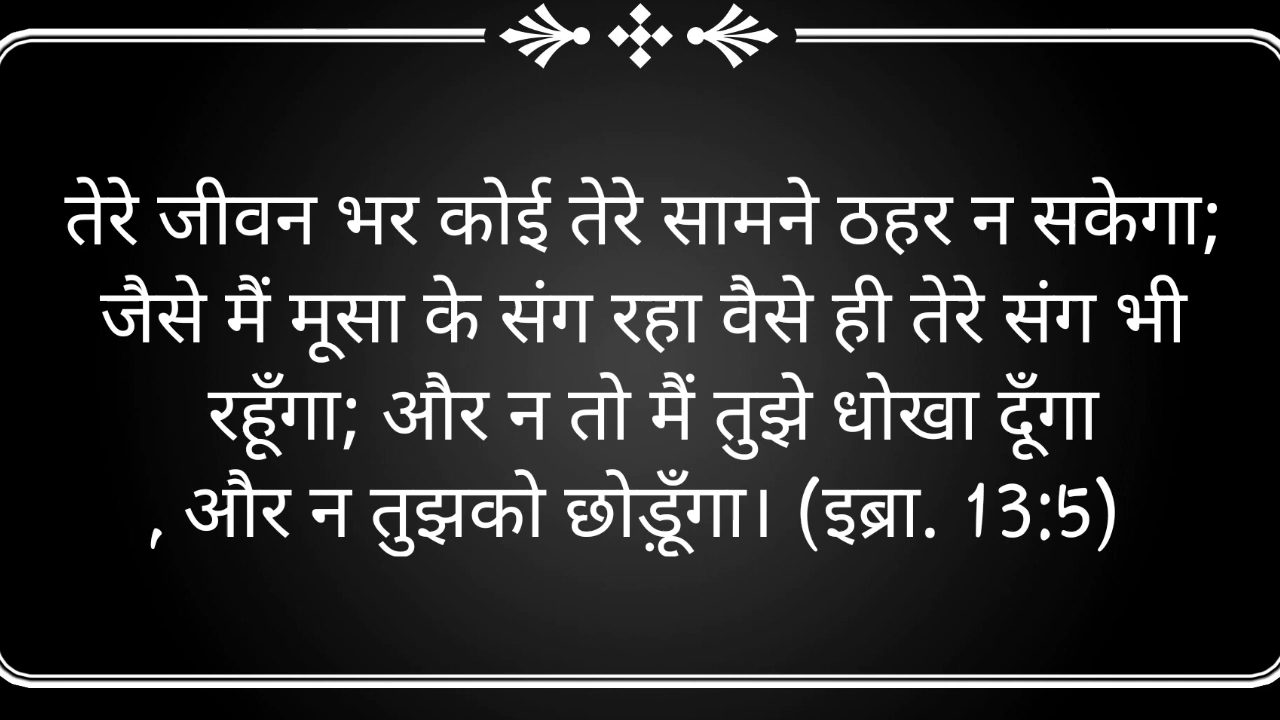 तेरे जीवन भर कोई तेरे सामने ठहर न सकेगा;
जैसे मैं मूसा के संग रहा वैसे ही तेरे संग भी
रहूँगा; और न तो मैं तुझे धोखा दूँगा
, और न तुझको छोड़ूँगा। (इब्रा. 13:5)